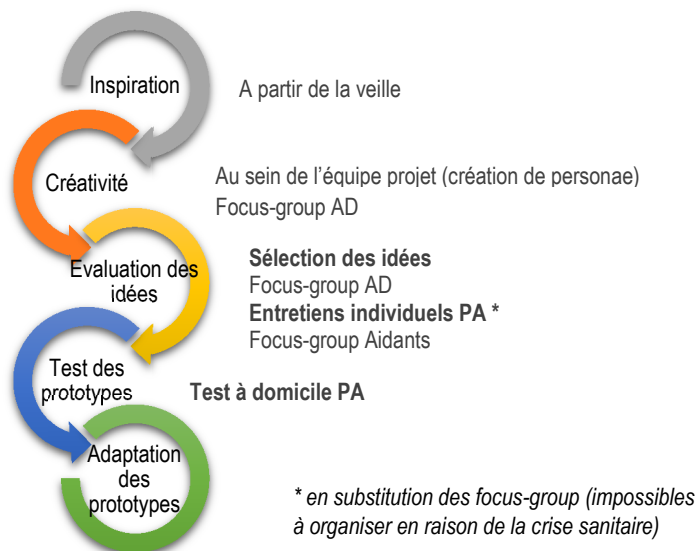 Inspiration
A partir de la veille
Créativité
Au sein de l'équipe projet (création de personae)
Focus-group AD
Evaluation des
idées
Sélection des idées
Focus-group AD
Entretiens individuels PA *
Focus-group Aidants
Test des
prototypes
Test à domicile PA
Adaptation
des
prototypes
* en substitution des focus-group (impossibles
à organiser en raison de la crise sanitaire)